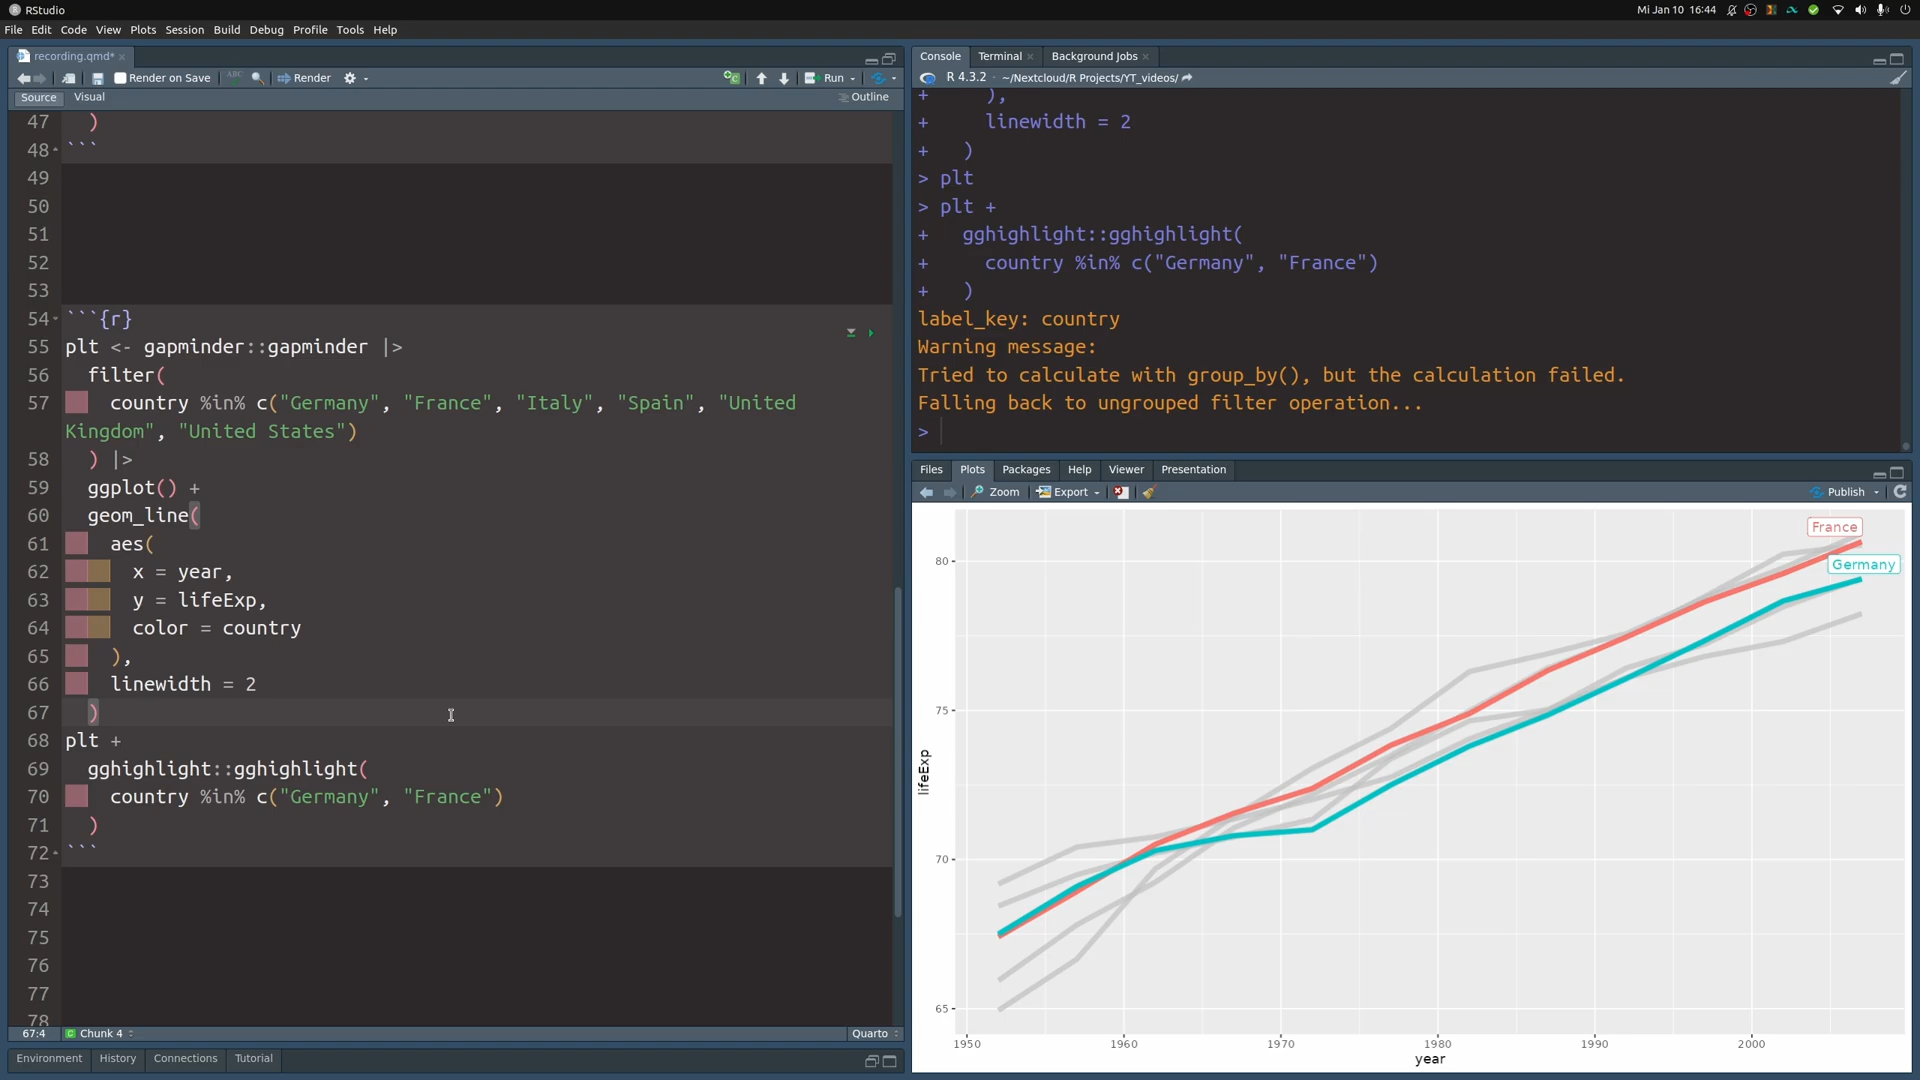 RStudio
Mi Jan 10 16:44
File Edit Code View Plots Session Build Debug Profile Tools Help
recording.qmd*
Render on Save ABC Render Run
Source Visual Outline
47 )
48 ```
49
50
51
52
53
54 ```{r}
55 plt <- gapminder::gapminder |>
56 filter(
57 country %in% c("Germany", "France", "Italy", "Spain", "United
Kingdom", "United States")
58 ) |>
59 ggplot() +
60 geom_line(
61 aes(
62 x = year,
63 y = lifeExp,
64 color = country
65 ),
66 linewidth = 2
67 )
68 plt +
69 gghighlight::gghighlight(
70 country %in% c("Germany", "France")
71 )
72 ```
73
74
75
76
77
78
67:4 C Chunk 4 Quarto
Environment History Connections Tutorial
Console Terminal Background Jobs
R 4.3.2 · ~/Nextcloud/R Projects/YT_videos/
+ ),
+ linewidth = 2
+ )
> plt
> plt +
+ gghighlight::gghighlight(
+ country %in% c("Germany", "France")
+ )
label_key: country
Warning message:
Tried to calculate with group_by(), but the calculation failed.
Falling back to ungrouped filter operation...
>
Files Plots Packages Help Viewer Presentation
Zoom Export Publish
France
Germany
80
75
70
65
lifeExp
1950 1960 1970 1980 1990 2000
year